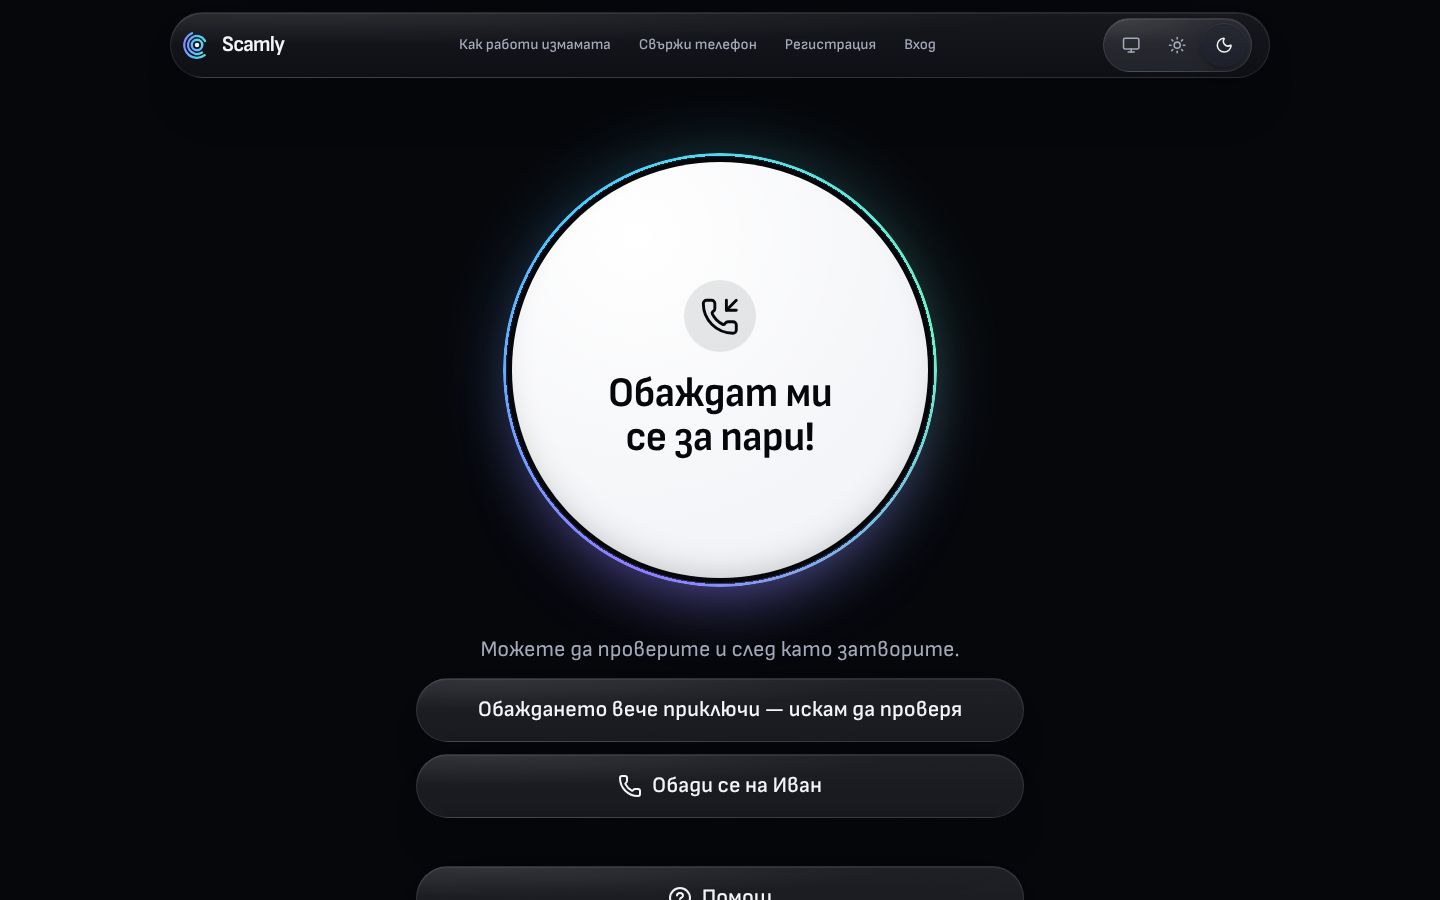 Scamly
Как работи измамата
Свържи телефон
Регистрация
Вход
Обаждат ми
се за пари!
Можете да проверите и след като затворите.
Обаждането вече приключи — искам да проверя
Обади се на Иван
Помощ